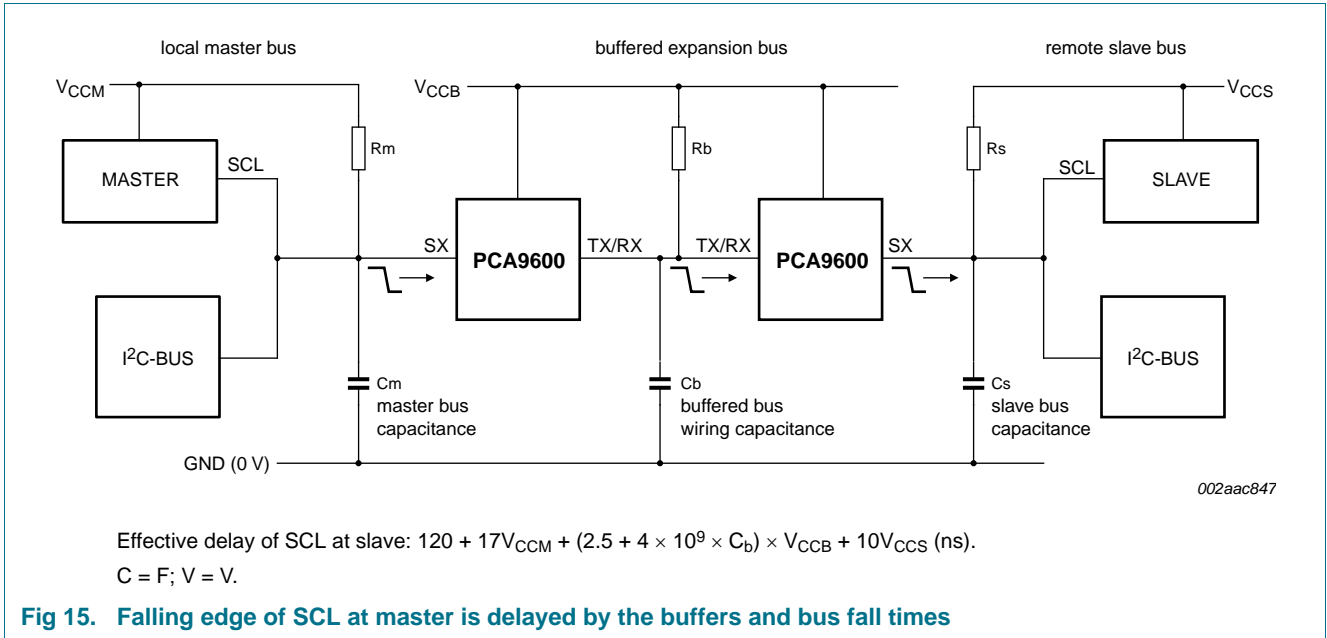 local master bus
buffered expansion bus
remote slave bus
VCCM
VCCB
VCCS
Rm
Rb
Rs
MASTER
SCL
SCL
SLAVE
SX
PCA9600
TX/RX
TX/RX
PCA9600
SX
I²C-BUS
I²C-BUS
Cm
master bus
capacitance
Cb
buffered bus
wiring capacitance
Cs
slave bus
capacitance
GND (0 V)
002aac847
Effective delay of SCL at slave: 120 + 17VCCM + (2.5 + 4 × 10⁹ × Cb) × VCCB + 10VCCS (ns).
C = F; V = V.
Fig 15. Falling edge of SCL at master is delayed by the buffers and bus fall times